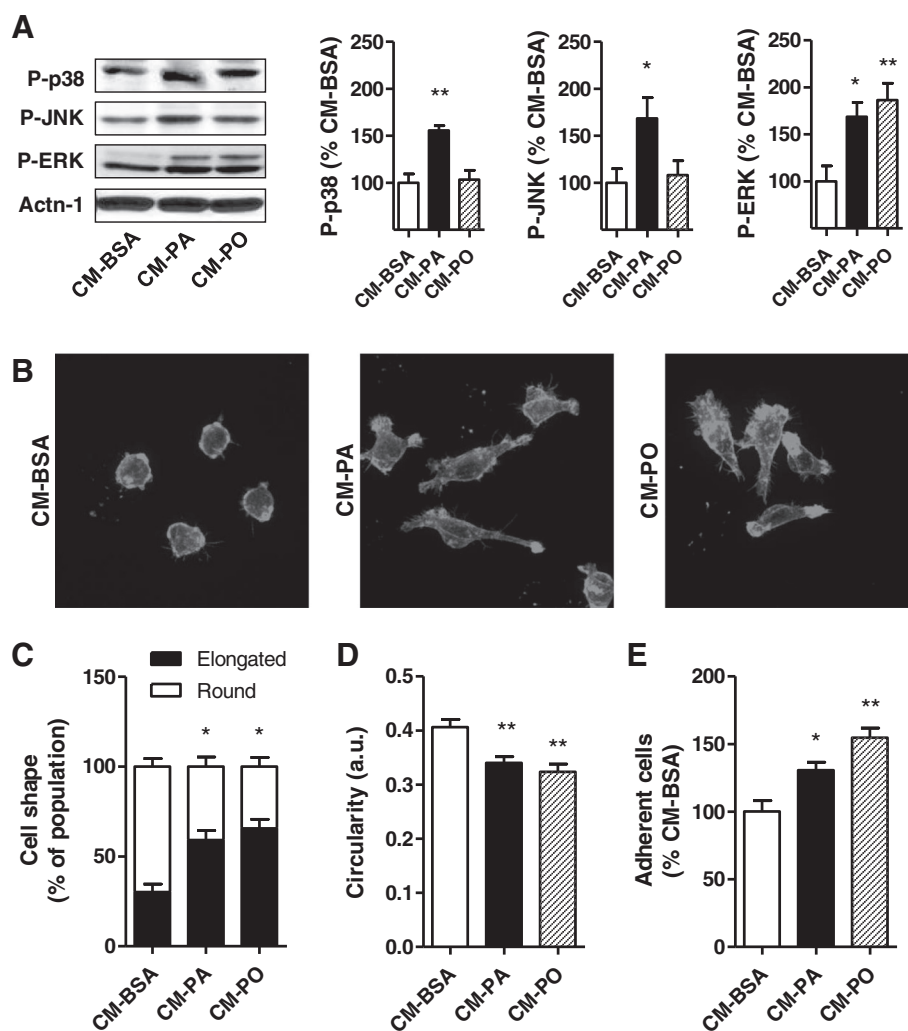 A
P-p38
P-JNK
P-ERK
Actn-1
CM-BSA
CM-PA
CM-PO
P-p38 (% CM-BSA)
250
200
150
100
**
CM-BSA
CM-PA
CM-PO
P-JNK (% CM-BSA)
250
200
150
100
*
CM-BSA
CM-PA
CM-PO
P-ERK (% CM-BSA)
250
200
150
100
*
**
CM-BSA
CM-PA
CM-PO
B
CM-BSA
CM-PA
CM-PO
C
Elongated
Round
Cell shape
(% of population)
150
100
50
0
*
*
CM-BSA
CM-PA
CM-PO
D
Circularity (a.u.)
0.5
0.4
0.3
0.2
0.1
0.0
**
**
CM-BSA
CM-PA
CM-PO
E
Adherent cells
(% CM-BSA)
200
150
100
50
0
*
**
CM-BSA
CM-PA
CM-PO